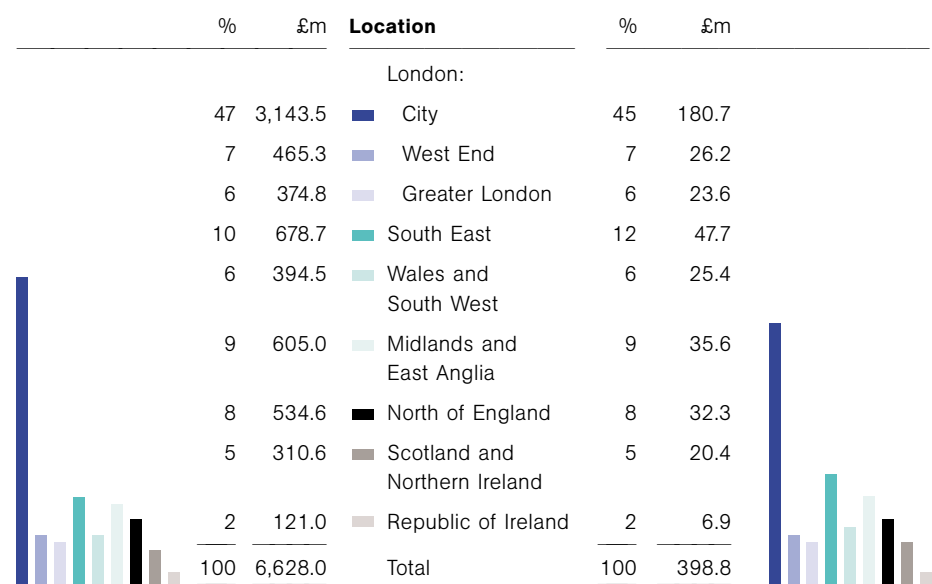 % £m Location % £m
London:
47 3,143.5 City 45 180.7
7 465.3 West End 7 26.2
6 374.8 Greater London 6 23.6
10 678.7 South East 12 47.7
6 394.5 Wales and 6 25.4
South West
9 605.0 Midlands and 9 35.6
East Anglia
8 534.6 North of England 8 32.3
5 310.6 Scotland and 5 20.4
Northern Ireland
2 121.0 Republic of Ireland 2 6.9
100 6,628.0 Total 100 398.8